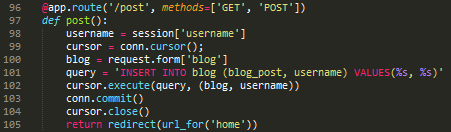 96 @app.route('/post', methods=['GET', 'POST'])
97 def post():
98 username = session['username']
99 cursor = conn.cursor();
100 blog = request.form['blog']
101 query = 'INSERT INTO blog (blog_post, username) VALUES(%s, %s)'
102 cursor.execute(query, (blog, username))
103 conn.commit()
104 cursor.close()
105 return redirect(url_for('home'))